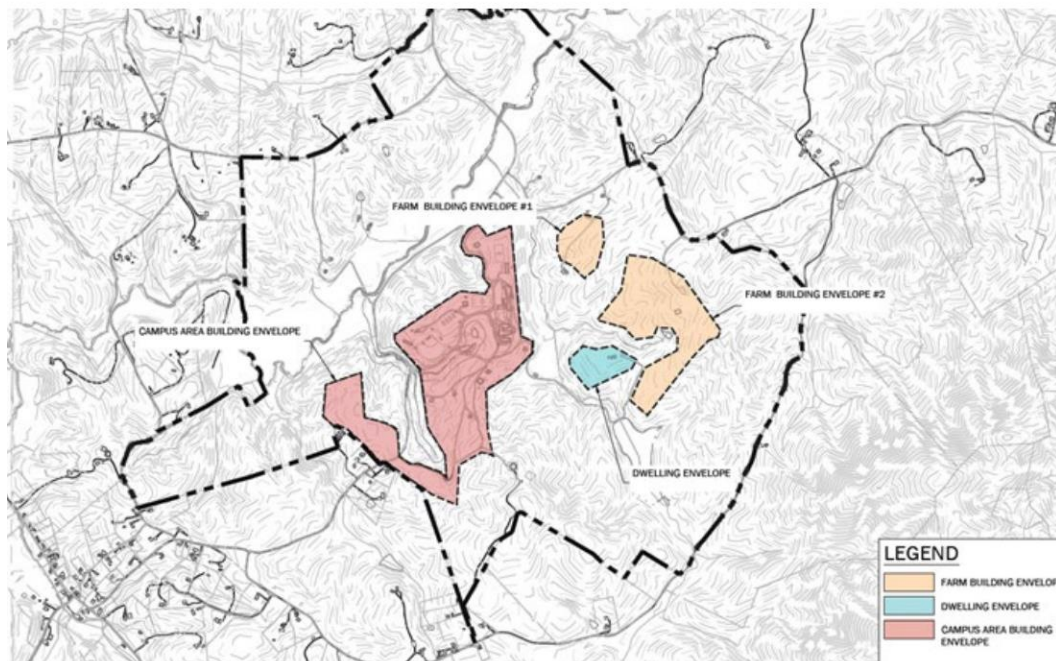 FARM BUILDING ENVELOPE #1
FARM BUILDING ENVELOPE #2
CAMPUS AREA BUILDING ENVELOPE
DWELLING ENVELOPE
LEGEND
FARM BUILDING ENVELOP
DWELLING ENVELOPE
CAMPUS AREA BUILDING
ENVELOPE